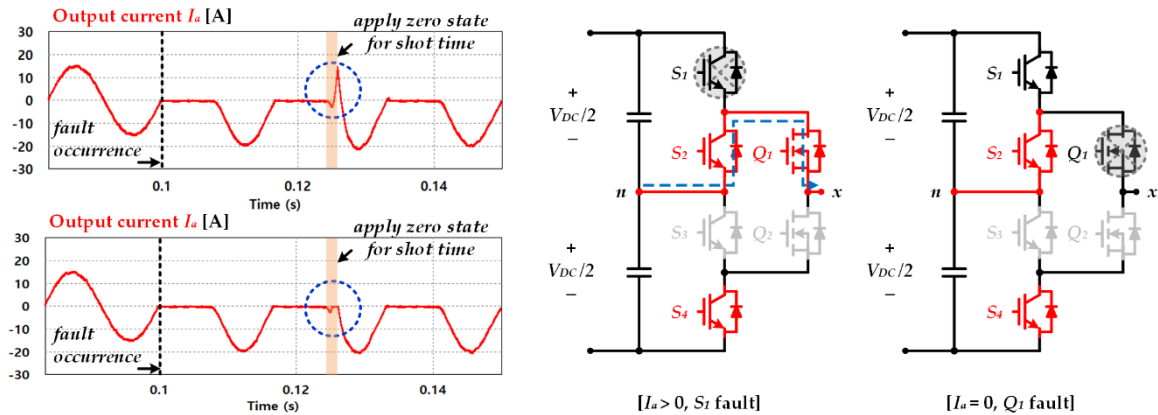 Output current Ia [A]
apply zero state
for shot time
30
20
10
0
-10
-20
-30
fault
occurrence
0.1
0.12
0.14
Time (s)
Output current Ia [A]
apply zero state
for shot time
30
20
10
0
-10
-20
-30
fault
occurrence
0.1
0.12
0.14
Time (s)
+
VDC/2
−
+
VDC/2
−
n
S1
S2
Q1
x
S3
Q2
S4
[Ia > 0, S1 fault]
+
VDC/2
−
+
VDC/2
−
n
S1
S2
Q1
x
S3
Q2
S4
[Ia = 0, Q1 fault]